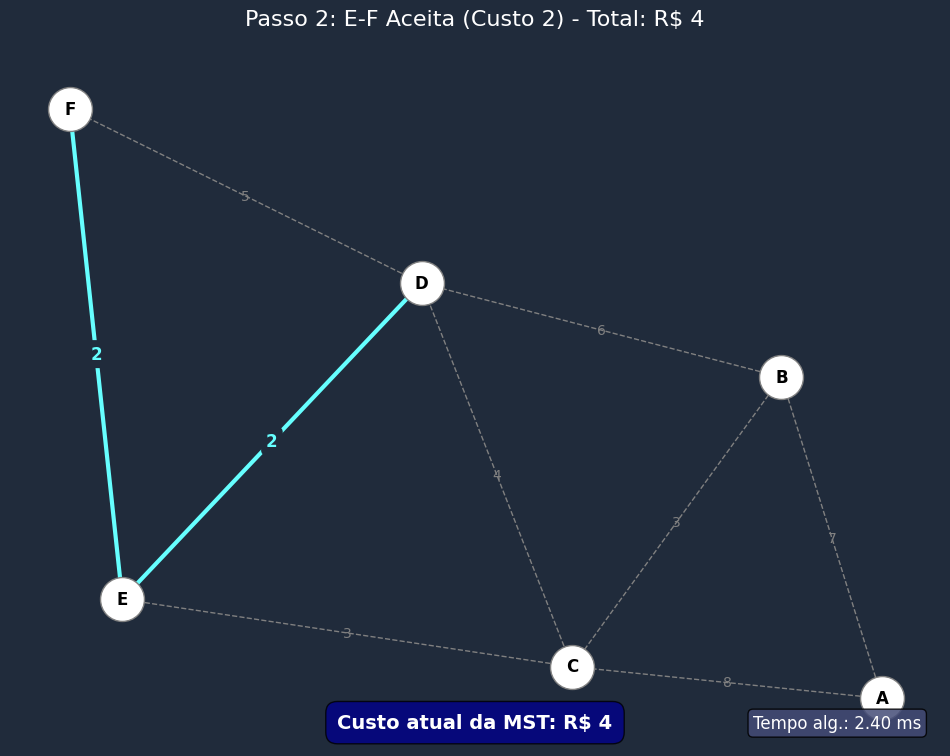 Passo 2: E-F Aceita (Custo 2) - Total: R$ 4
F
5
D
6
2
B
2
4
3
7
E
3
C
8
A
Custo atual da MST: R$ 4
Tempo alg.: 2.40 ms